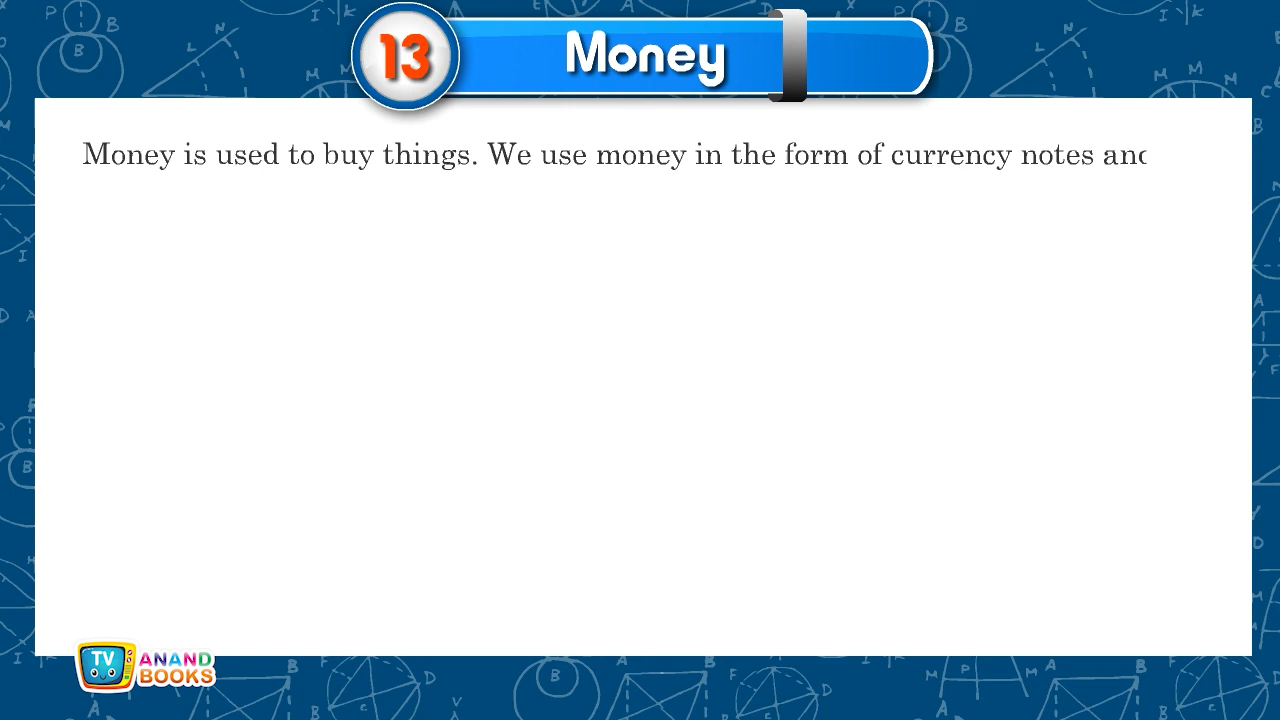 13 Money
Money is used to buy things. We use money in the form of currency notes and
TV ANAND
BOOKS